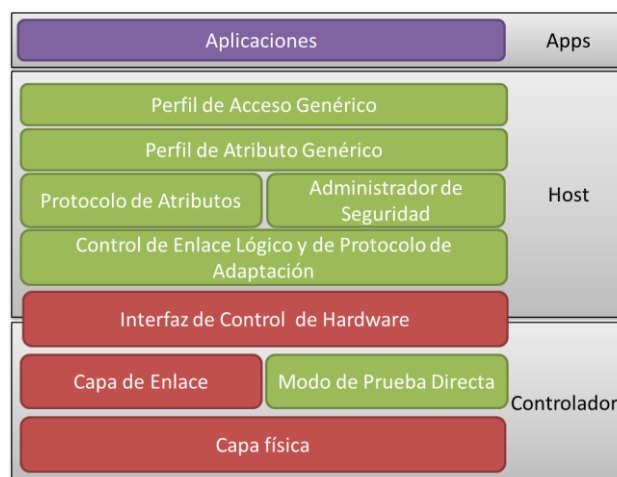 Aplicaciones
Apps
Perfil de Acceso Genérico
Perfil de Atributo Genérico
Protocolo de Atributos
Administrador de
Seguridad
Host
Control de Enlace Lógico y de Protocolo de
Adaptación
Interfaz de Control de Hardware
Capa de Enlace
Modo de Prueba Directa
Controlador
Capa física